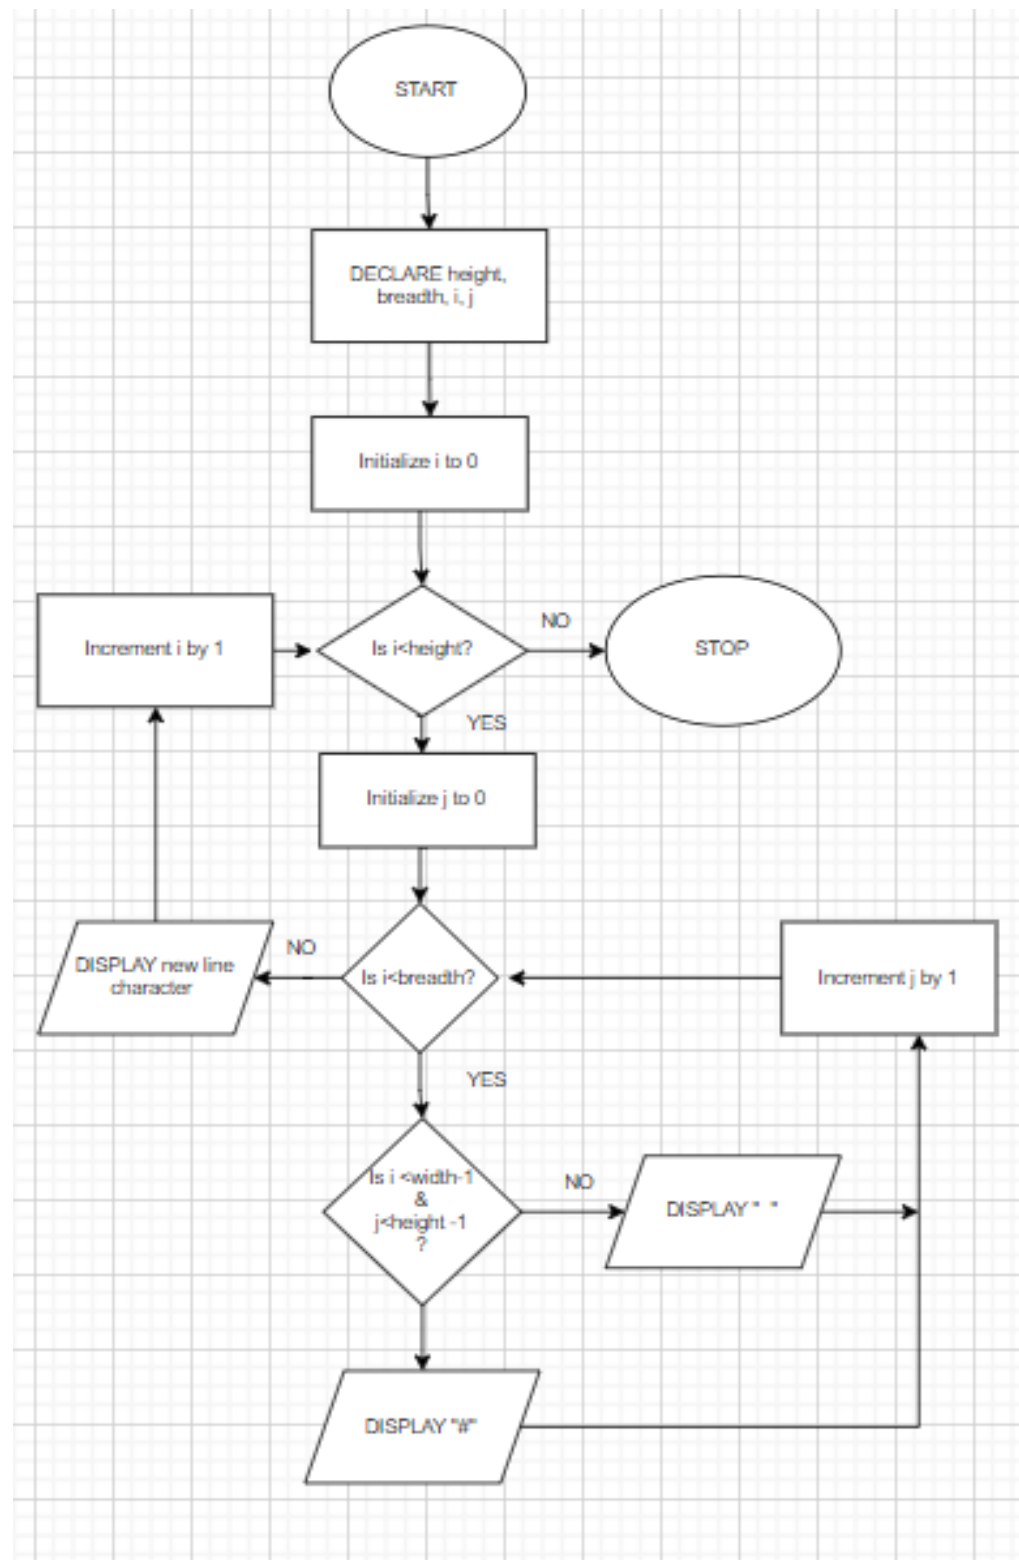 START
DECLARE height,
breadth, i, j
Initialize i to 0
Increment i by 1
Is i<height?
NO
STOP
YES
Initialize j to 0
DISPLAY new line
character
NO
Is i<breadth?
Increment j by 1
YES
Is i <width-1
&
j<height -1
?
NO
DISPLAY "  "
DISPLAY "#"